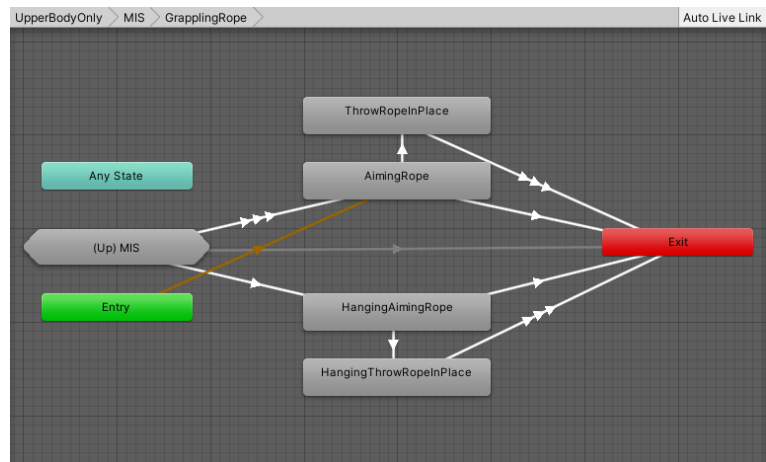 UpperBodyOnly MIS GrapplingRope Auto Live Link
ThrowRopeInPlace
Any State
AimingRope
(Up) MIS
Exit
Entry
HangingAimingRope
HangingThrowRopeInPlace